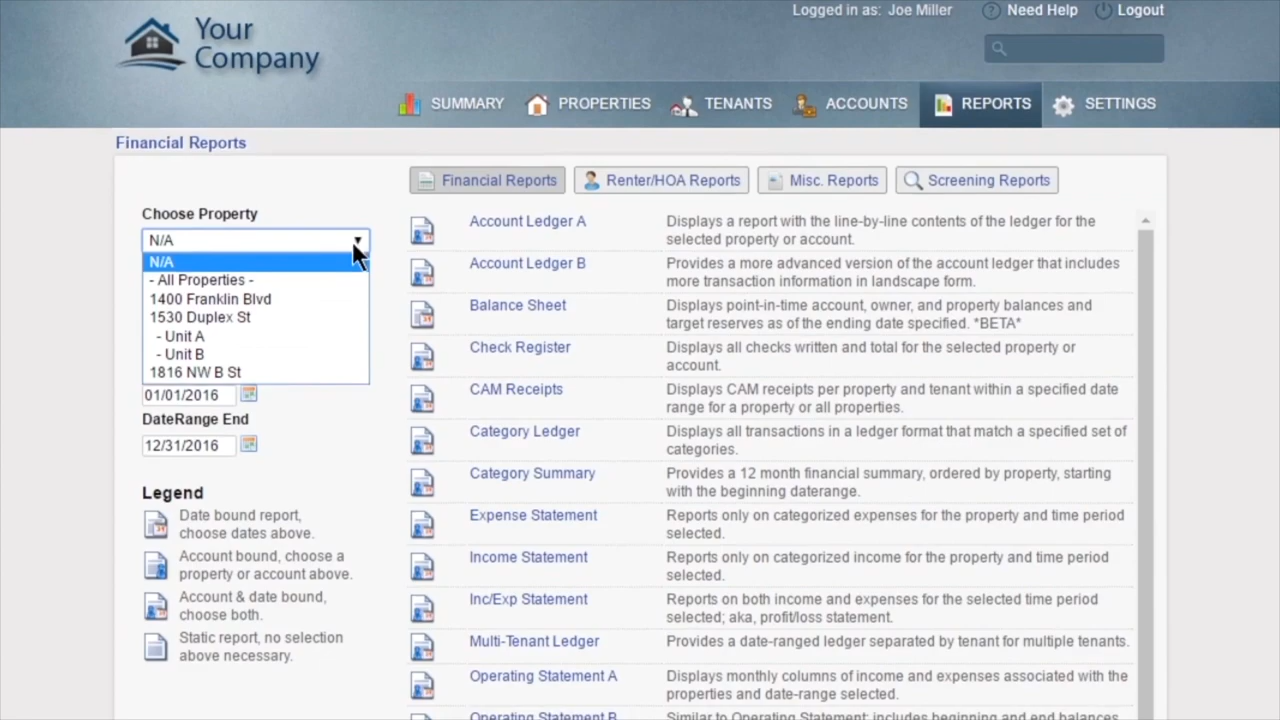 Your
Company
Logged in as: Joe Miller
Need Help
Logout
SUMMARY
PROPERTIES
TENANTS
ACCOUNTS
REPORTS
SETTINGS
Financial Reports
Financial Reports
Renter/HOA Reports
Misc. Reports
Screening Reports
Choose Property
N/A
N/A
- All Properties -
1400 Franklin Blvd
1530 Duplex St
- Unit A
- Unit B
1816 NW B St
01/01/2016
DateRange End
12/31/2016
Legend
Date bound report,
choose dates above.
Account bound, choose a
property or account above.
Account & date bound,
choose both.
Static report, no selection
above necessary.
Account Ledger A
Displays a report with the line-by-line contents of the ledger for the
selected property or account.
Account Ledger B
Provides a more advanced version of the account ledger that includes
more transaction information in landscape form.
Balance Sheet
Displays point-in-time account, owner, and property balances and
target reserves as of the ending date specified. *BETA*
Check Register
Displays all checks written and total for the selected property or
account.
CAM Receipts
Displays CAM receipts per property and tenant within a specified date
range for a property or all properties.
Category Ledger
Displays all transactions in a ledger format that match a specified set of
categories.
Category Summary
Provides a 12 month financial summary, ordered by property, starting
with the beginning daterange.
Expense Statement
Reports only on categorized expenses for the property and time period
selected.
Income Statement
Reports only on categorized income for the property and time period
selected.
Inc/Exp Statement
Reports on both income and expenses for the selected time period
selected; aka, profit/loss statement.
Multi-Tenant Ledger
Provides a date-ranged ledger separated by tenant for multiple tenants.
Operating Statement A
Displays monthly columns of income and expenses associated with the
properties and date-range selected.
Operating Statement B
Similar to Operating Statement; includes beginning and end balances